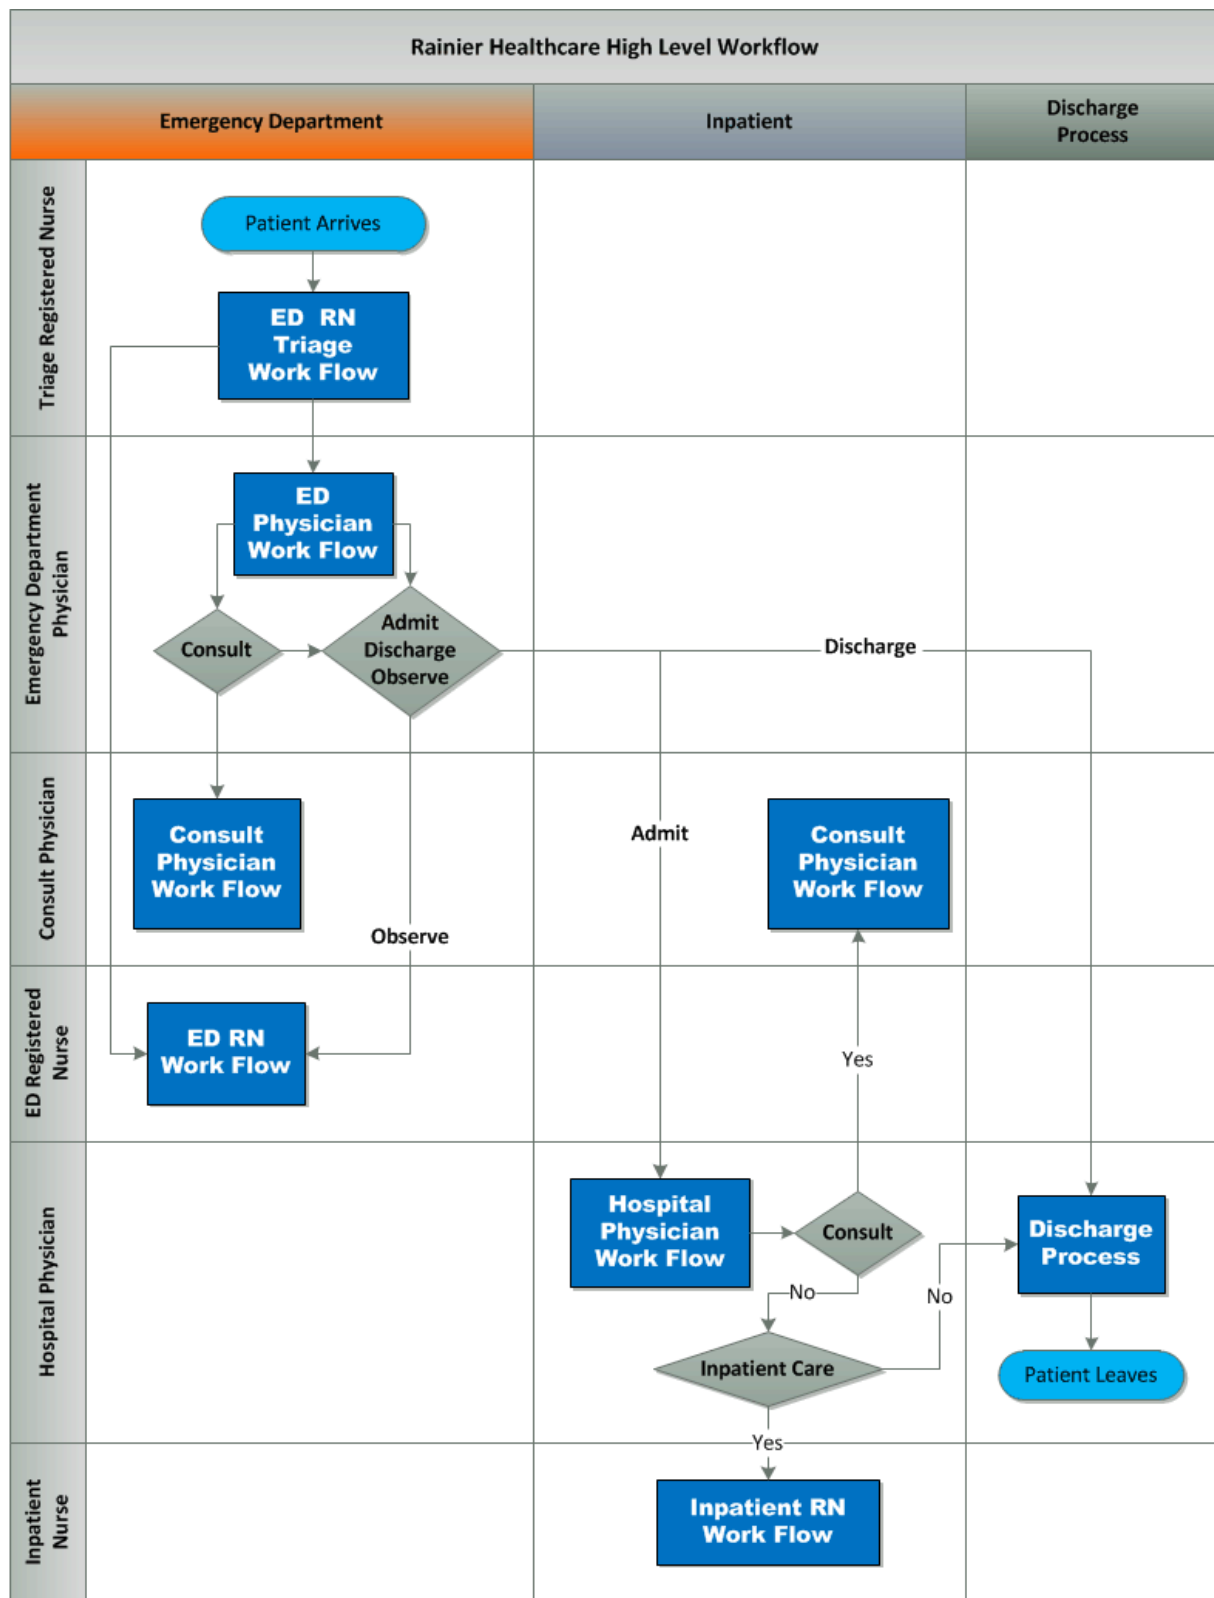 Rainier Healthcare High Level Workflow
Emergency Department
Inpatient
Discharge
Process
Triage Registered Nurse
Patient Arrives
ED RN
Triage
Work Flow
Emergency Department
Physician
ED
Physician
Work Flow
Consult
Admit
Discharge
Observe
Discharge
Consult Physician
Consult
Physician
Work Flow
Admit
Consult
Physician
Work Flow
Observe
ED Registered
Nurse
ED RN
Work Flow
Yes
Hospital Physician
Hospital
Physician
Work Flow
Consult
Discharge
Process
No
No
Inpatient Care
Patient Leaves
Yes
Inpatient
Nurse
Inpatient RN
Work Flow